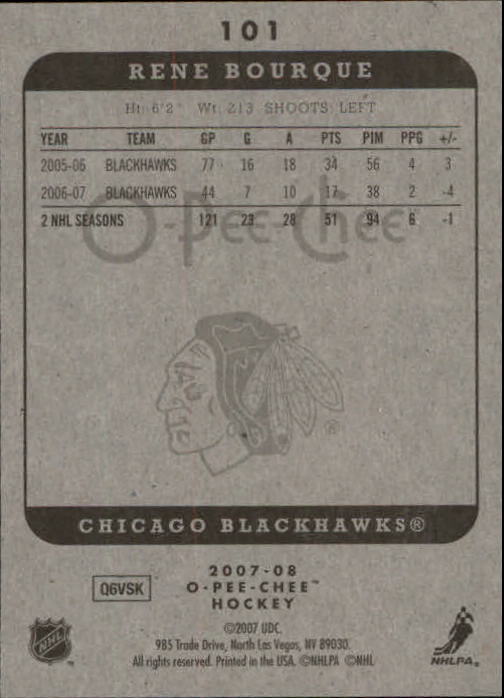 101
RENE BOURQUE
Ht: 6'2" Wt: 213 SHOOTS: LEFT
YEAR TEAM GP G A PTS PIM PPG +/-
2005-06 BLACKHAWKS 77 16 18 34 56 4 3
2006-07 BLACKHAWKS 44 7 10 17 38 2 -4
2 NHL SEASONS 121 23 28 51 94 6 -1
O-Pee-Chee
®
CHICAGO BLACKHAWKS®
2007-08
Q6VSK O-PEE-CHEE™
HOCKEY
©2007 UDC.
985 Trade Drive, North Las Vegas, NV 89030.
All rights reserved. Printed in the USA. ©NHLPA ©NHL
NHL
NHLPA®